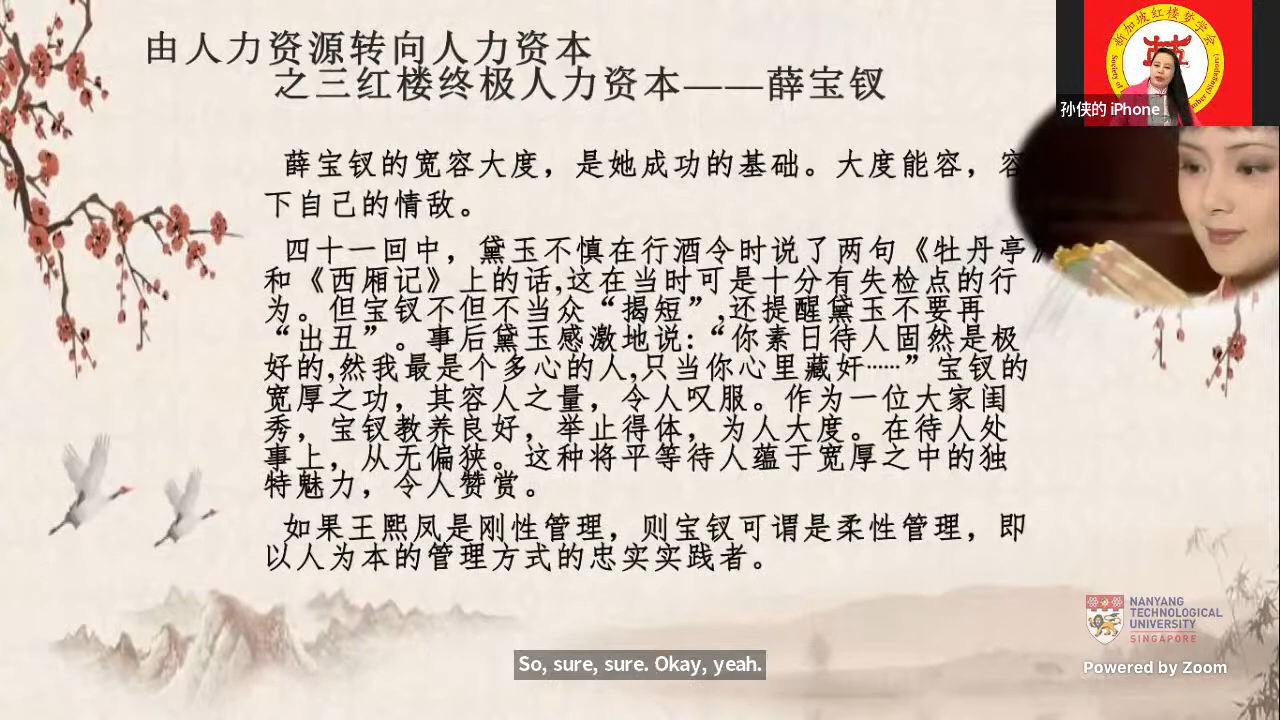 由人力资源转向人力资本
之三红楼终极人力资本——薛宝钗
薛宝钗的宽容大度，是她成功的基础。大度能容，容
下自己的情敌。
四十一回中，黛玉不慎在行酒令时说了两句《牡丹亭》
和《西厢记》上的话,这在当时可是十分有失检点的行
为。但宝钗不但不当众“揭短”,还提醒黛玉不要再
“出丑”。事后黛玉感激地说:“你素日待人固然是极
好的,然我最是个多心的人,只当你心里藏奸……”宝钗的
宽厚之功，其容人之量，令人叹服。作为一位大家闺
秀，宝钗教养良好，举止得体，为人大度。在待人处
事上，从无偏狭。这种将平等待人蕴于宽厚之中的独
特魅力，令人赞赏。
如果王熙凤是刚性管理，则宝钗可谓是柔性管理，即
以人为本的管理方式的忠实实践者。
新加坡红楼梦学会
Society of
孙侠的 iPhone
NANYANG
TECHNOLOGICAL
UNIVERSITY
SINGAPORE
Powered by Zoom
So, sure, sure. Okay, yeah.